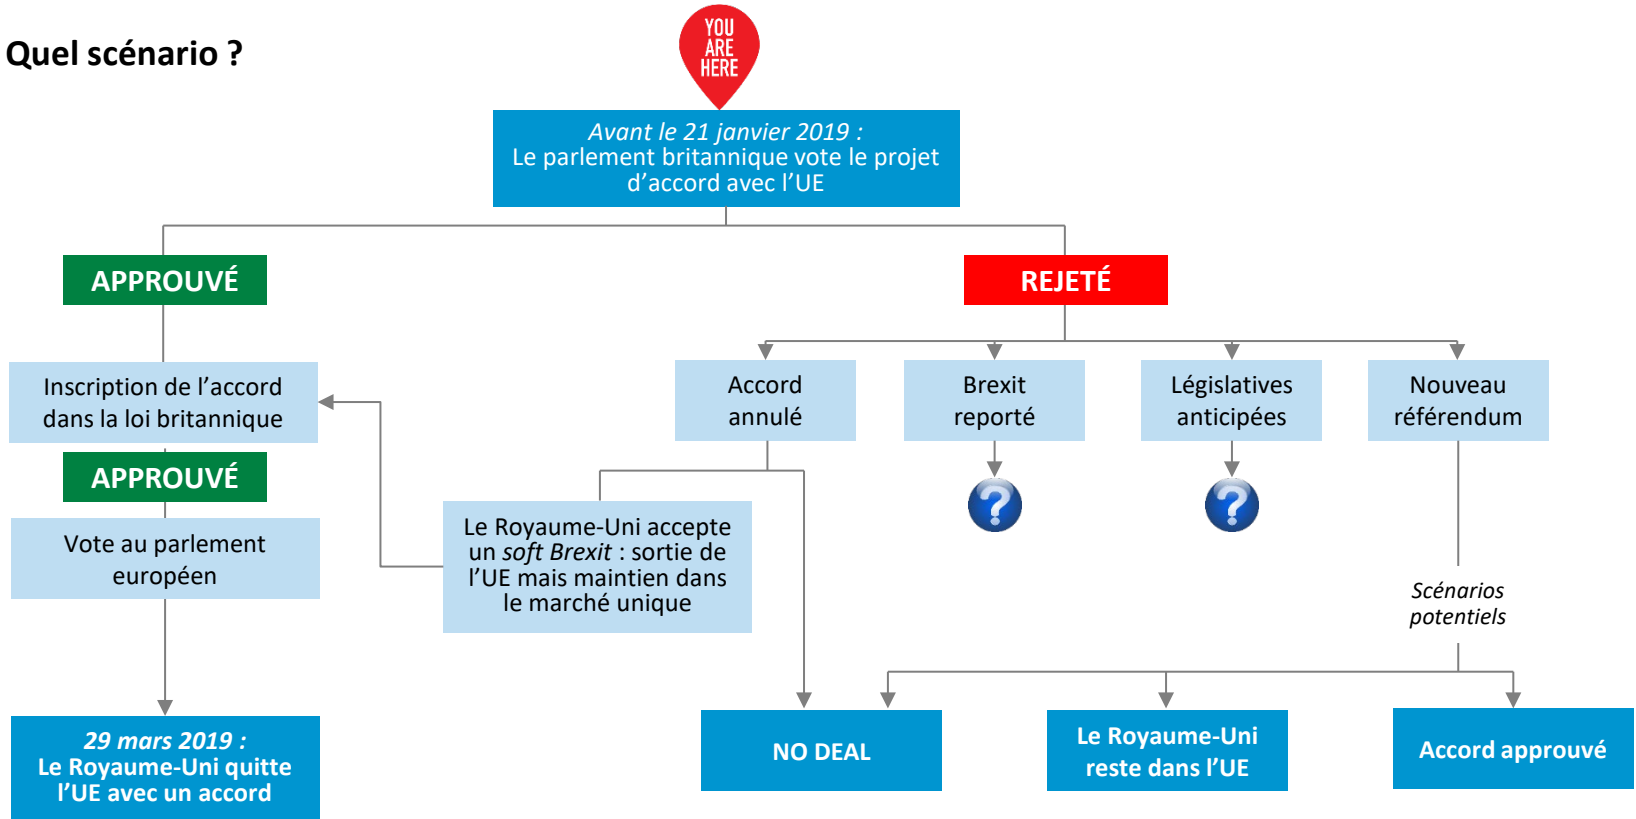 Quel scénario ?
YOU
ARE
HERE
Avant le 21 janvier 2019 :
Le parlement britannique vote le projet
d’accord avec l’UE
APPROUVÉ
REJETÉ
Inscription de l’accord
dans la loi britannique
Accord
annulé
Brexit
reporté
Législatives
anticipées
Nouveau
référendum
APPROUVÉ
?
?
Vote au parlement
européen
Le Royaume-Uni accepte
un soft Brexit : sortie de
l’UE mais maintien dans
le marché unique
Scénarios
potentiels
29 mars 2019 :
Le Royaume-Uni quitte
l’UE avec un accord
NO DEAL
Le Royaume-Uni
reste dans l’UE
Accord approuvé